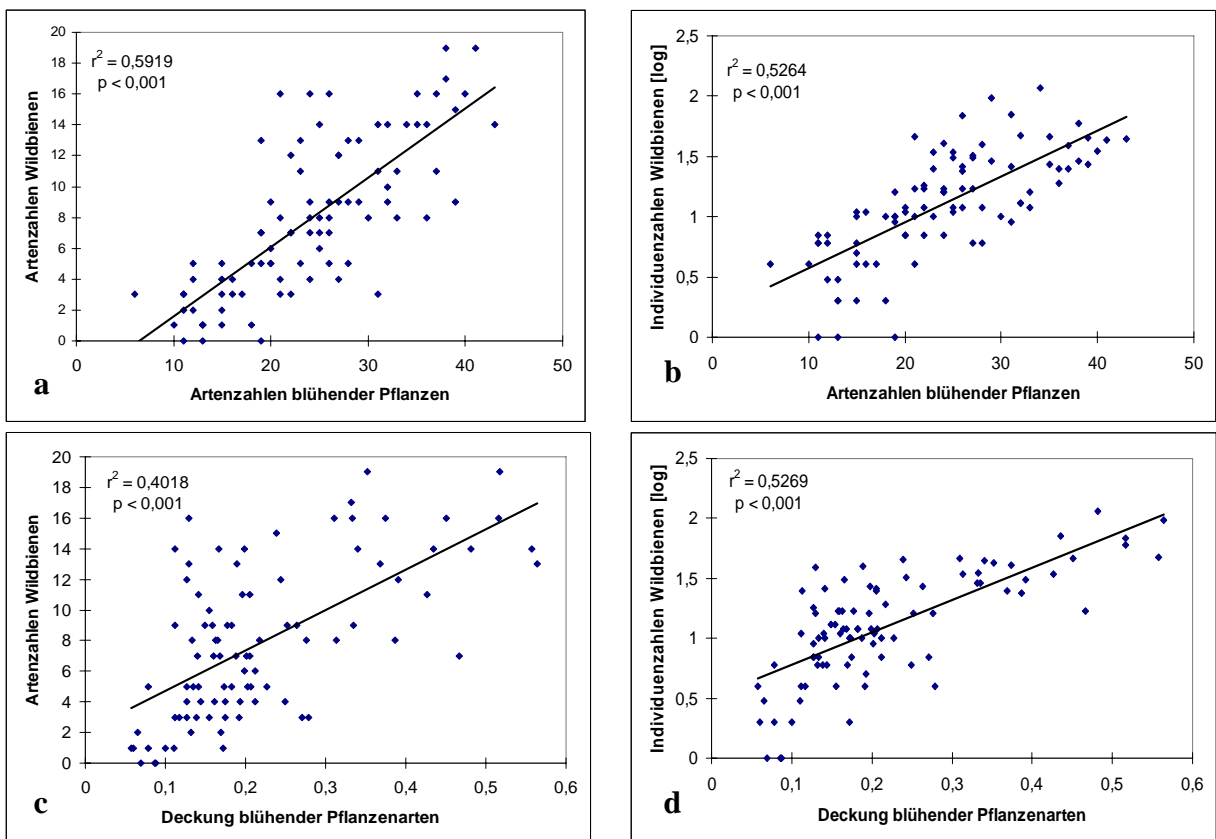 20
18
16
14
12
10
8
6
4
2
0
r² = 0,5919
p < 0,001
Artenzahlen Wildbienen
0 10 20 30 40 50
a
Artenzahlen blühender Pflanzen
2,5
2
1,5
1
0,5
0
r² = 0,5264
p < 0,001
Individuenzahlen Wildbienen [log]
0 10 20 30 40 50
b
Artenzahlen blühender Pflanzen
20
18
16
14
12
10
8
6
4
2
0
r² = 0,4018
p < 0,001
Artenzahlen Wildbienen
0 0,1 0,2 0,3 0,4 0,5 0,6
c
Deckung blühender Pflanzenarten
2,5
2
1,5
1
0,5
0
r² = 0,5269
p < 0,001
Individuenzahlen Wildbienen [log]
0 0,1 0,2 0,3 0,4 0,5 0,6
d
Deckung blühender Pflanzenarten